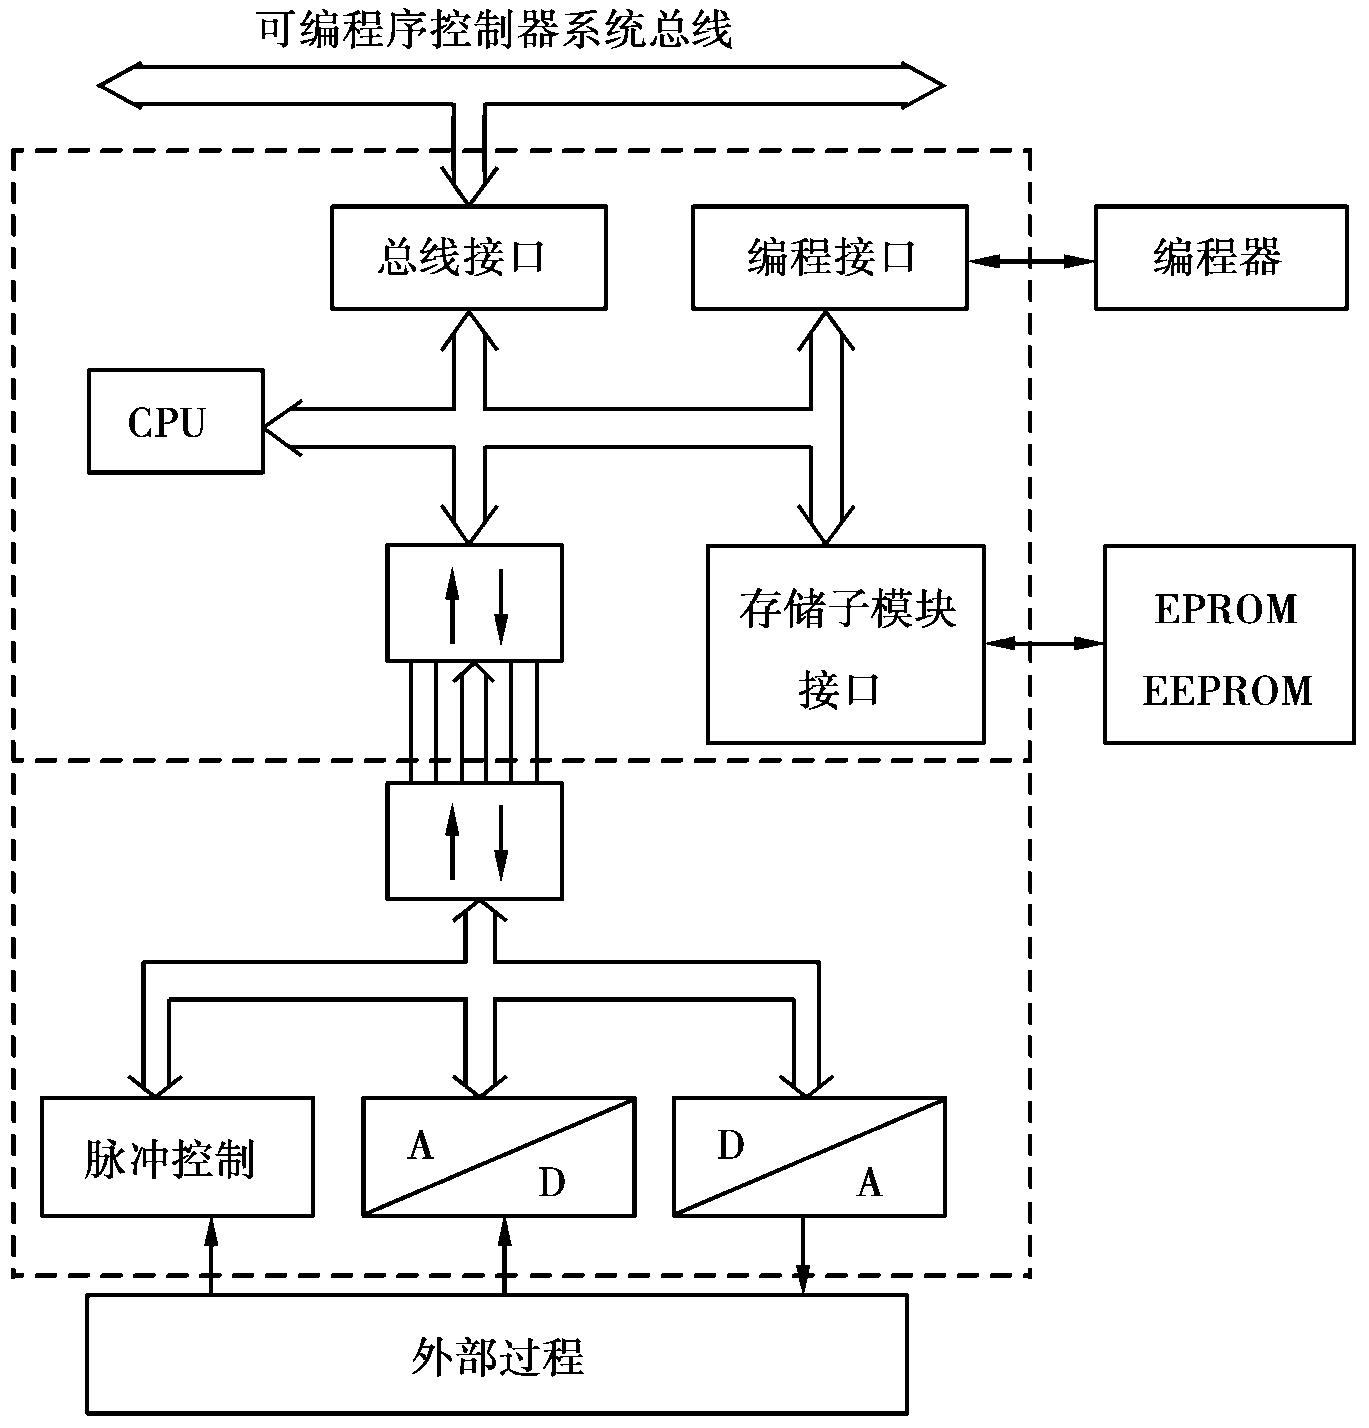 可编程序控制器系统总线
总线接口
编程接口
编程器
CPU
存储子模块
接口
EPROM
EEPROM
脉冲控制
A
D
D
A
外部过程